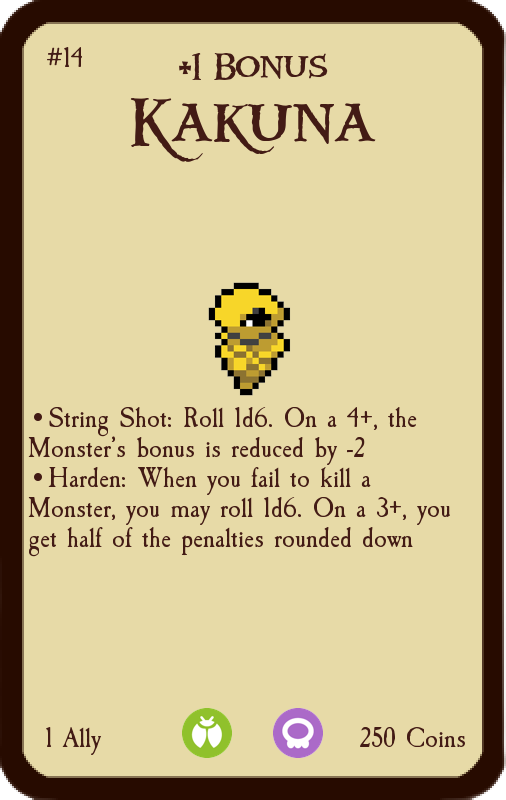 #14
+1 Bonus
Kakuna
•String Shot: Roll 1d6. On a 4+, the
Monster's bonus is reduced by -2
•Harden: When you fail to kill a
Monster, you may roll 1d6. On a 3+, you
get half of the penalties rounded down
1 Ally
250 Coins